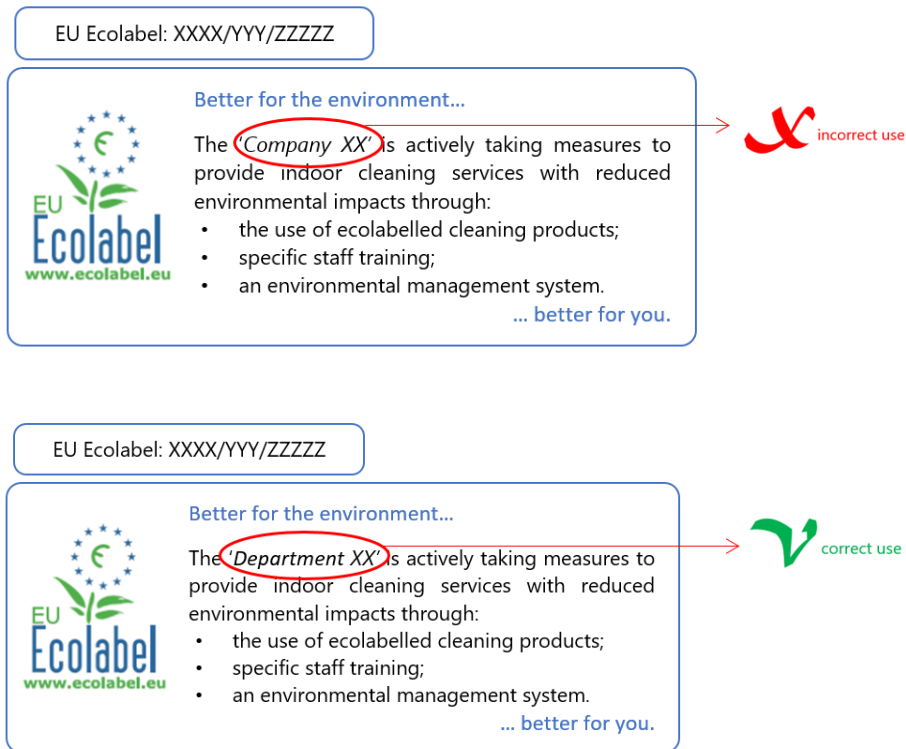 EU Ecolabel: XXXX/YYY/ZZZZZ
Better for the environment...
The ‘Company XX’ is actively taking measures to
provide indoor cleaning services with reduced
environmental impacts through:
• the use of ecolabelled cleaning products;
• specific staff training;
• an environmental management system.
... better for you.
EU
Ecolabel
www.ecolabel.eu
X incorrect use
EU Ecolabel: XXXX/YYY/ZZZZZ
Better for the environment...
The ‘Department XX’ is actively taking measures to
provide indoor cleaning services with reduced
environmental impacts through:
• the use of ecolabelled cleaning products;
• specific staff training;
• an environmental management system.
... better for you.
EU
Ecolabel
www.ecolabel.eu
V correct use